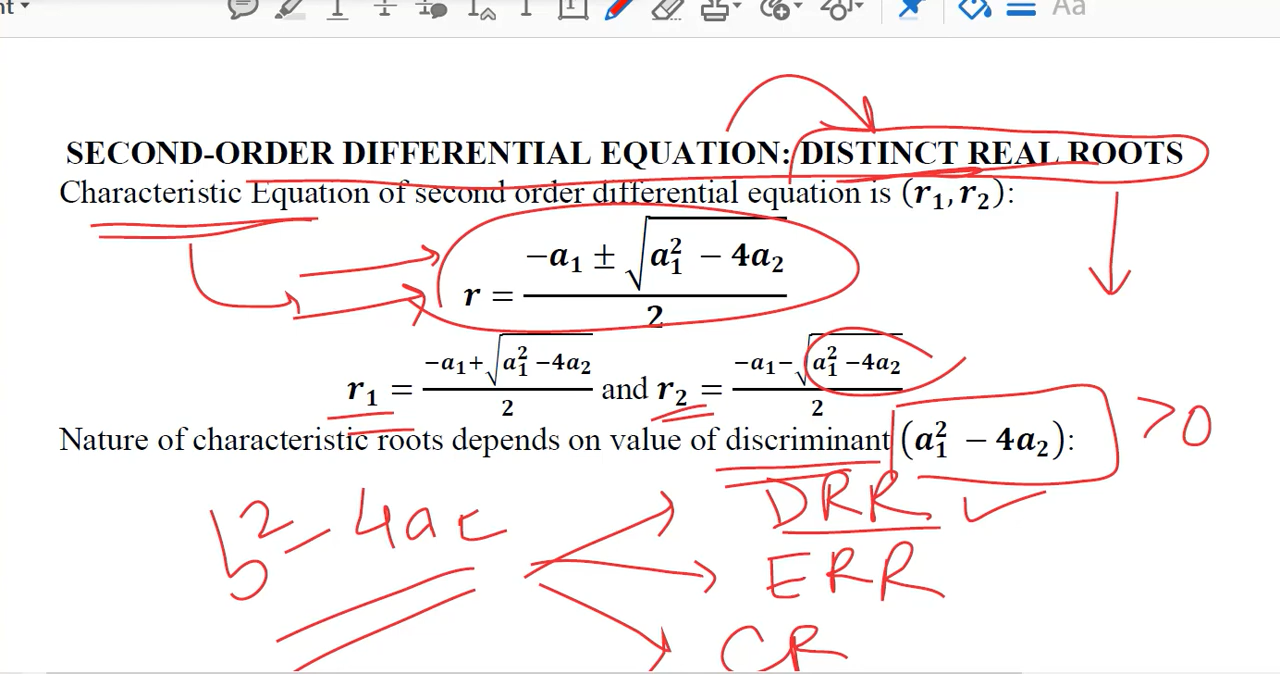 nt
Aa
SECOND-ORDER DIFFERENTIAL EQUATION: DISTINCT REAL ROOTS
Characteristic Equation of second order differential equation is (r₁, r₂):
r = (−a₁ ± √(a₁² − 4a₂)) / 2
r₁ = (−a₁+√(a₁² −4a₂)) / 2 and r₂ = (−a₁−√(a₁² −4a₂)) / 2
Nature of characteristic roots depends on value of discriminant (a₁² − 4a₂): >0
b² − 4ac
DRR
ERR
CR